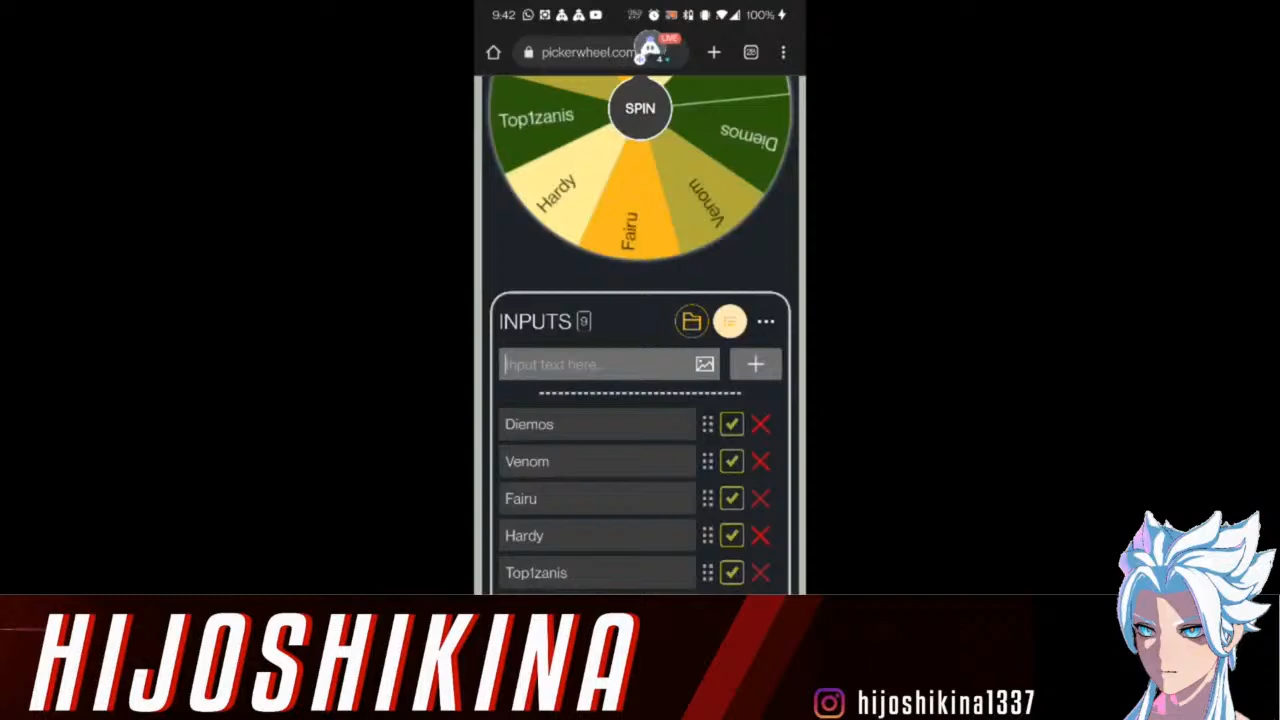 9:42 100%
pickerwheel.com
LIVE
4
SPIN
Top1zanis
Diemos
Hardy
Venom
Fairu
INPUTS 9
Input text here...
Diemos
Venom
Fairu
Hardy
Top1zanis
HIJOSHIKINA
hijoshikina1337